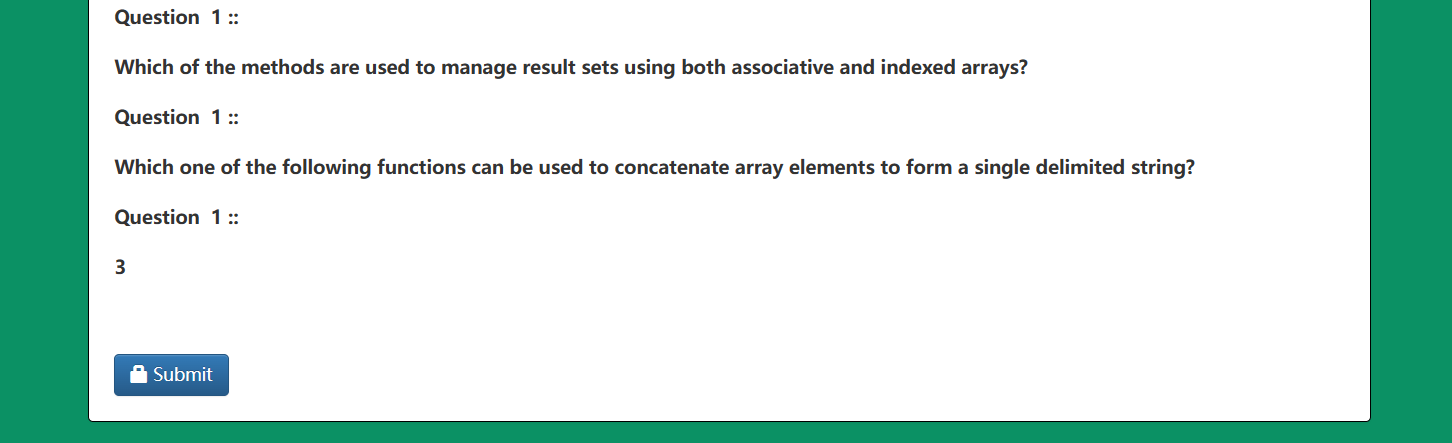 Question 1 ::
Which of the methods are used to manage result sets using both associative and indexed arrays?
Question 1 ::
Which one of the following functions can be used to concatenate array elements to form a single delimited string?
Question 1 ::
3
Submit